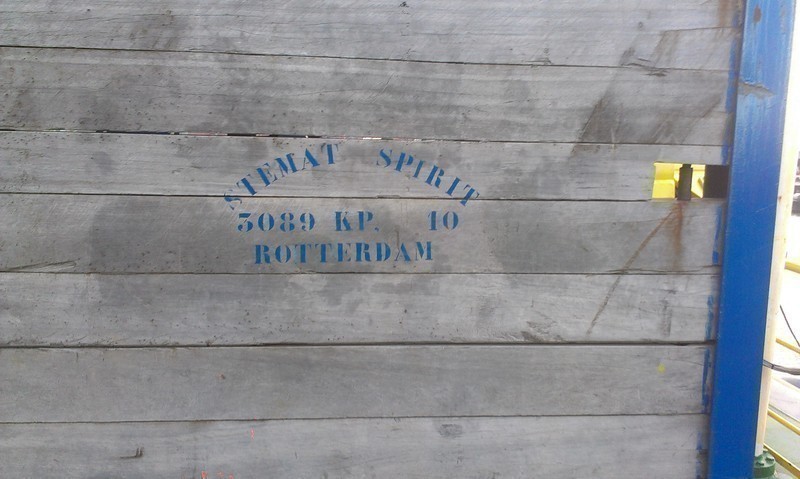 STEMAT SPIRIT
3089 KP. 10
ROTTERDAM